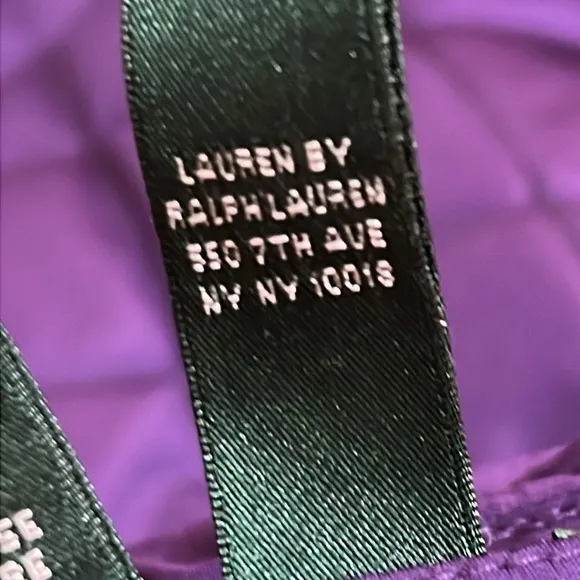 LAUREN BY
RALPH LAUREN
550 7TH AVE
NY NY 10018